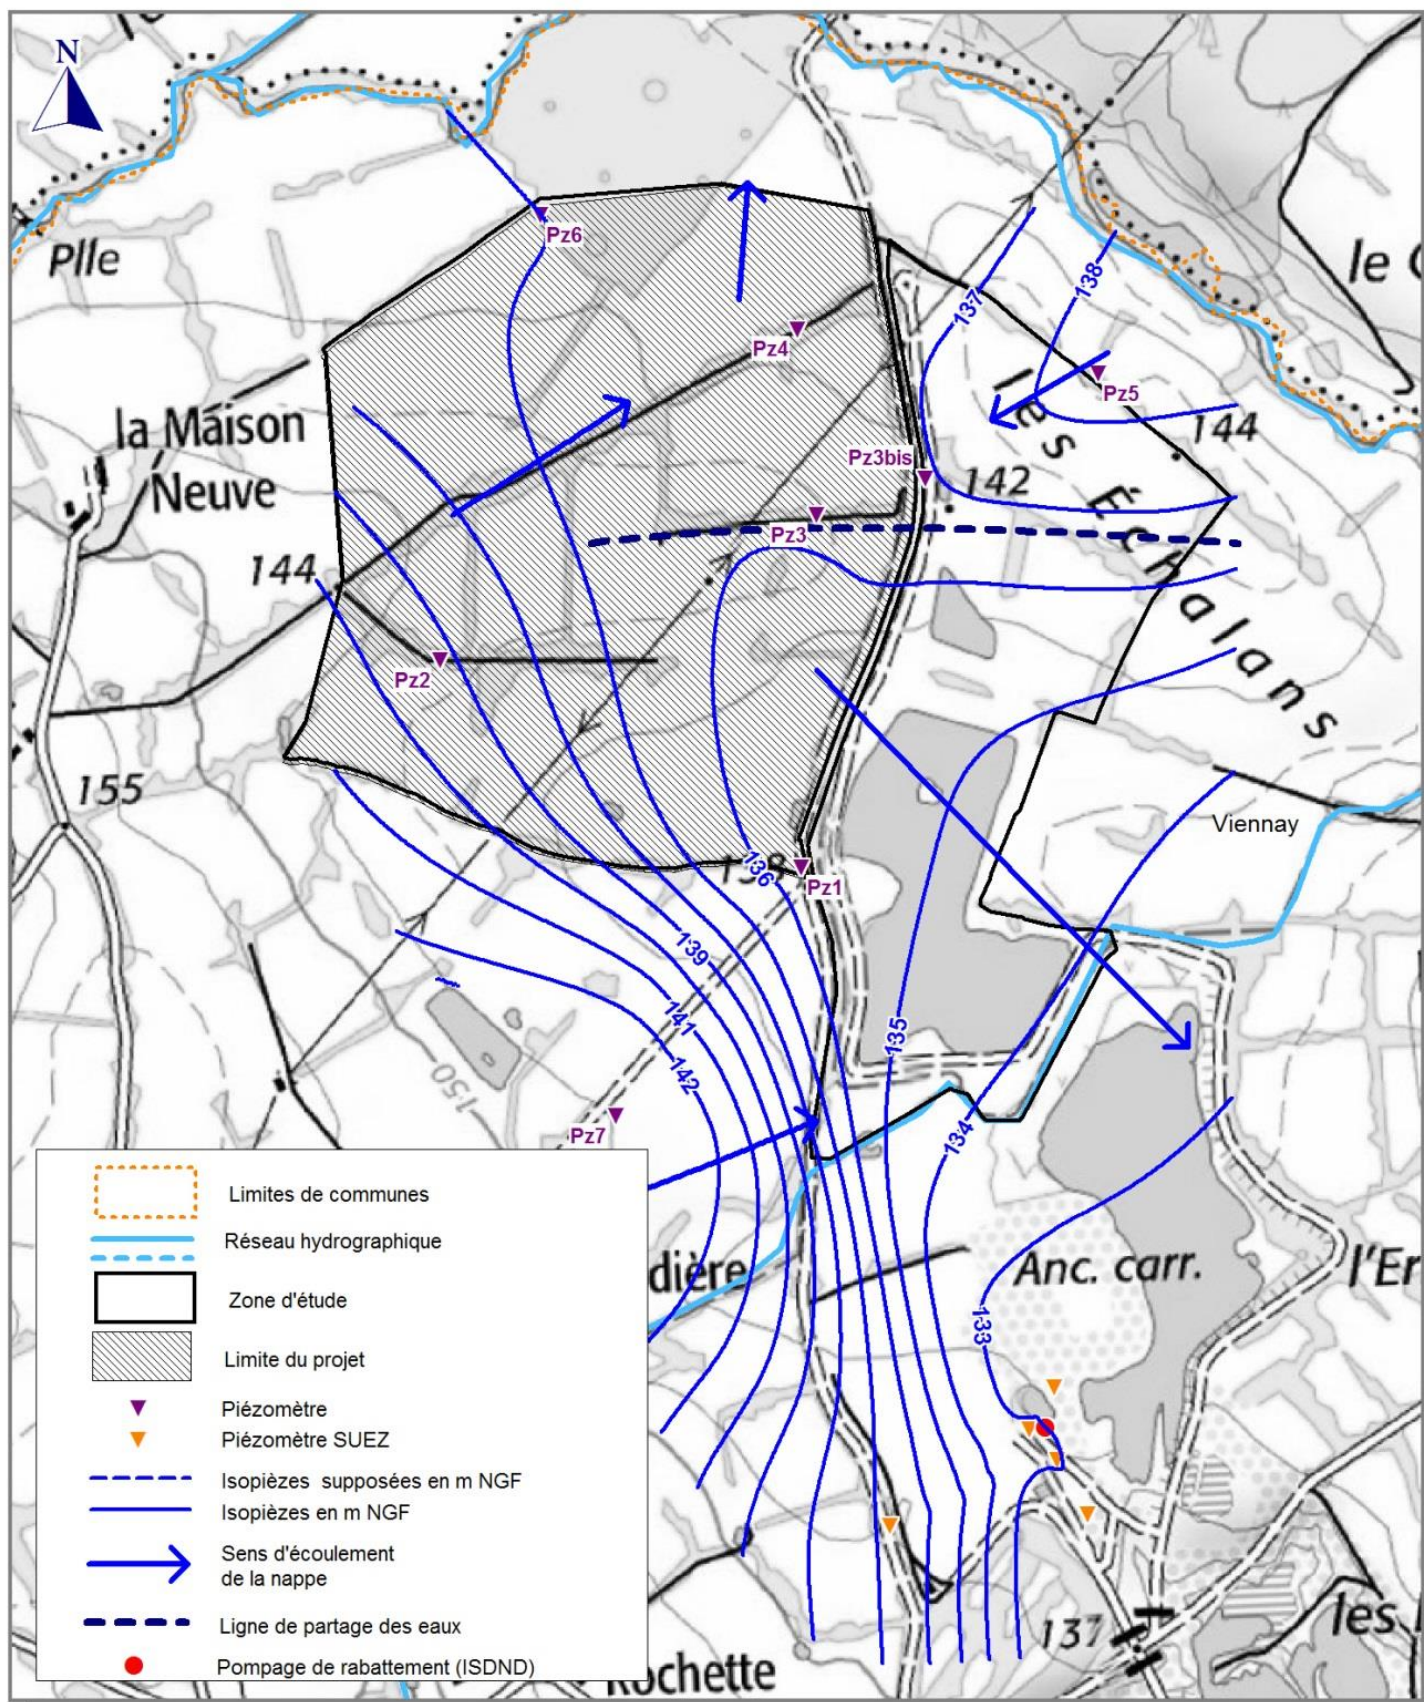 N
Plle
le
Pz6
138
137
Pz4
Pz5
la Maison
Neuve
144
les Échalans
Pz3bis
142
Pz3
144
Pz2
155
Viennay
136
Pz1
139
141
135
142
150
Pz7
134
dière
Anc. carr.
l'Er
133
137
les
Rochette
Limites de communes
Réseau hydrographique
Zone d'étude
Limite du projet
Piézomètre
Piézomètre SUEZ
Isopièzes supposées en m NGF
Isopièzes en m NGF
Sens d'écoulement
de la nappe
Ligne de partage des eaux
Pompage de rabattement (ISDND)